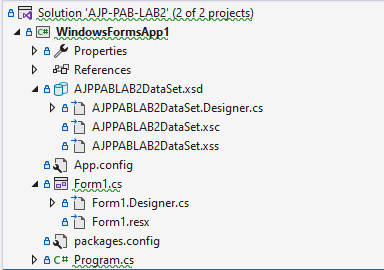 Solution 'AJP-PAB-LAB2' (2 of 2 projects)
C# WindowsFormsApp1
Properties
References
AJPPABLAB2DataSet.xsd
AJPPABLAB2DataSet.Designer.cs
AJPPABLAB2DataSet.xsc
AJPPABLAB2DataSet.xss
App.config
Form1.cs
Form1.Designer.cs
Form1.resx
packages.config
C# Program.cs